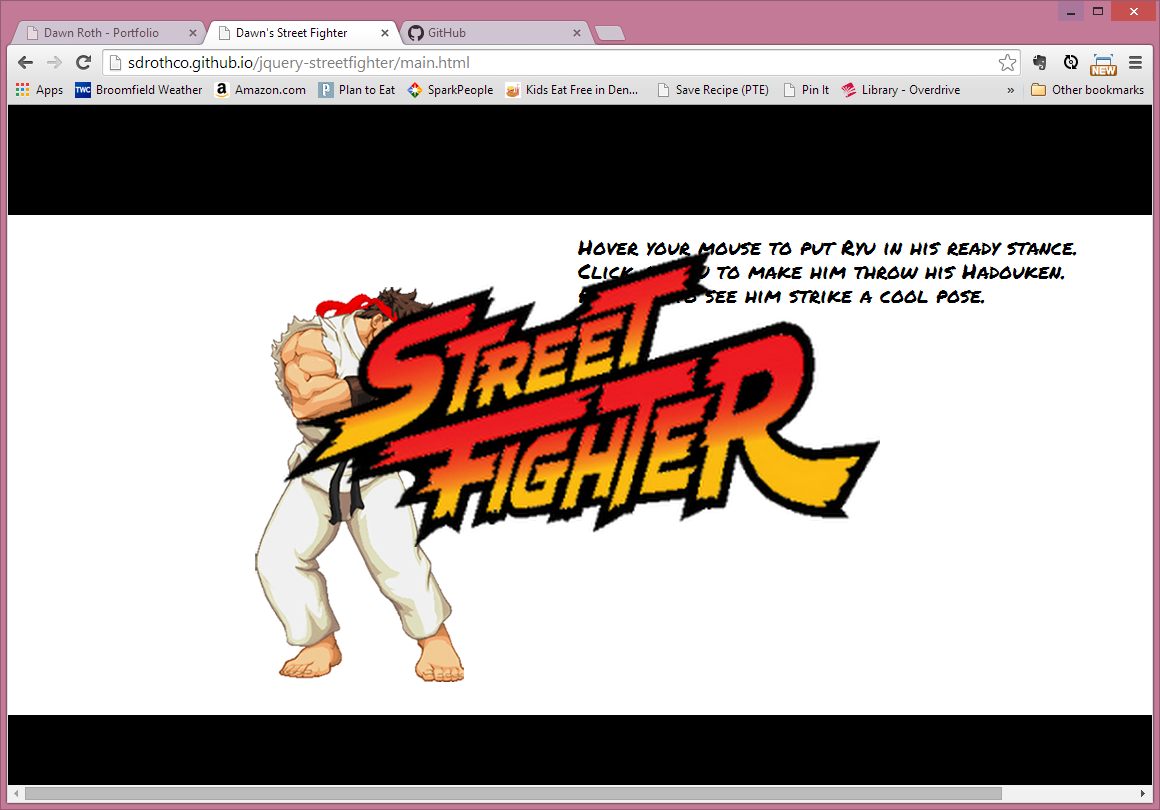 Dawn Roth - Portfolio
Dawn's Street Fighter
GitHub
sdrothco.github.io/jquery-streetfighter/main.html
NEW
Apps
TWC
Broomfield Weather
a
Amazon.com
P
Plan to Eat
SparkPeople
Kids Eat Free in Den...
Save Recipe (PTE)
Pin It
Library - Overdrive
»
Other bookmarks
Hover your mouse to put Ryu in his ready stance.
Click to make him throw his Hadouken.
see him strike a cool pose.
STREET
FIGHTER